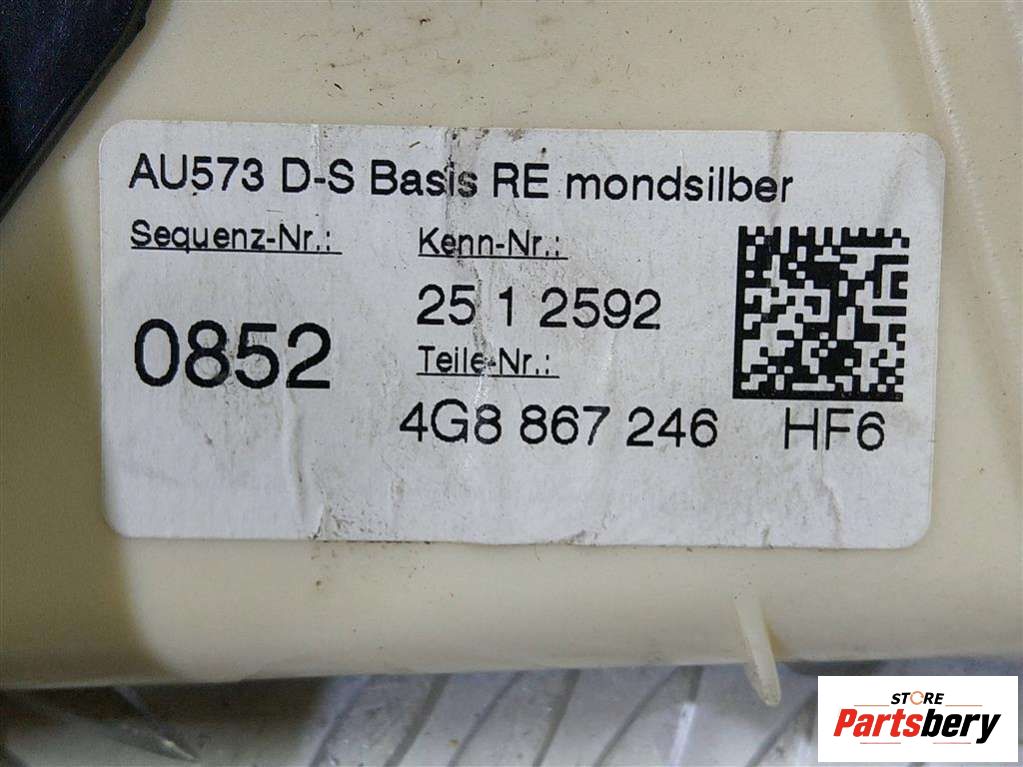 AU573 D-S Basis RE mondsilber
Sequenz-Nr.:
Kenn-Nr.:
25 1 2592
0852
Teile-Nr.:
4G8 867 246 HF6
STORE
Partsbery